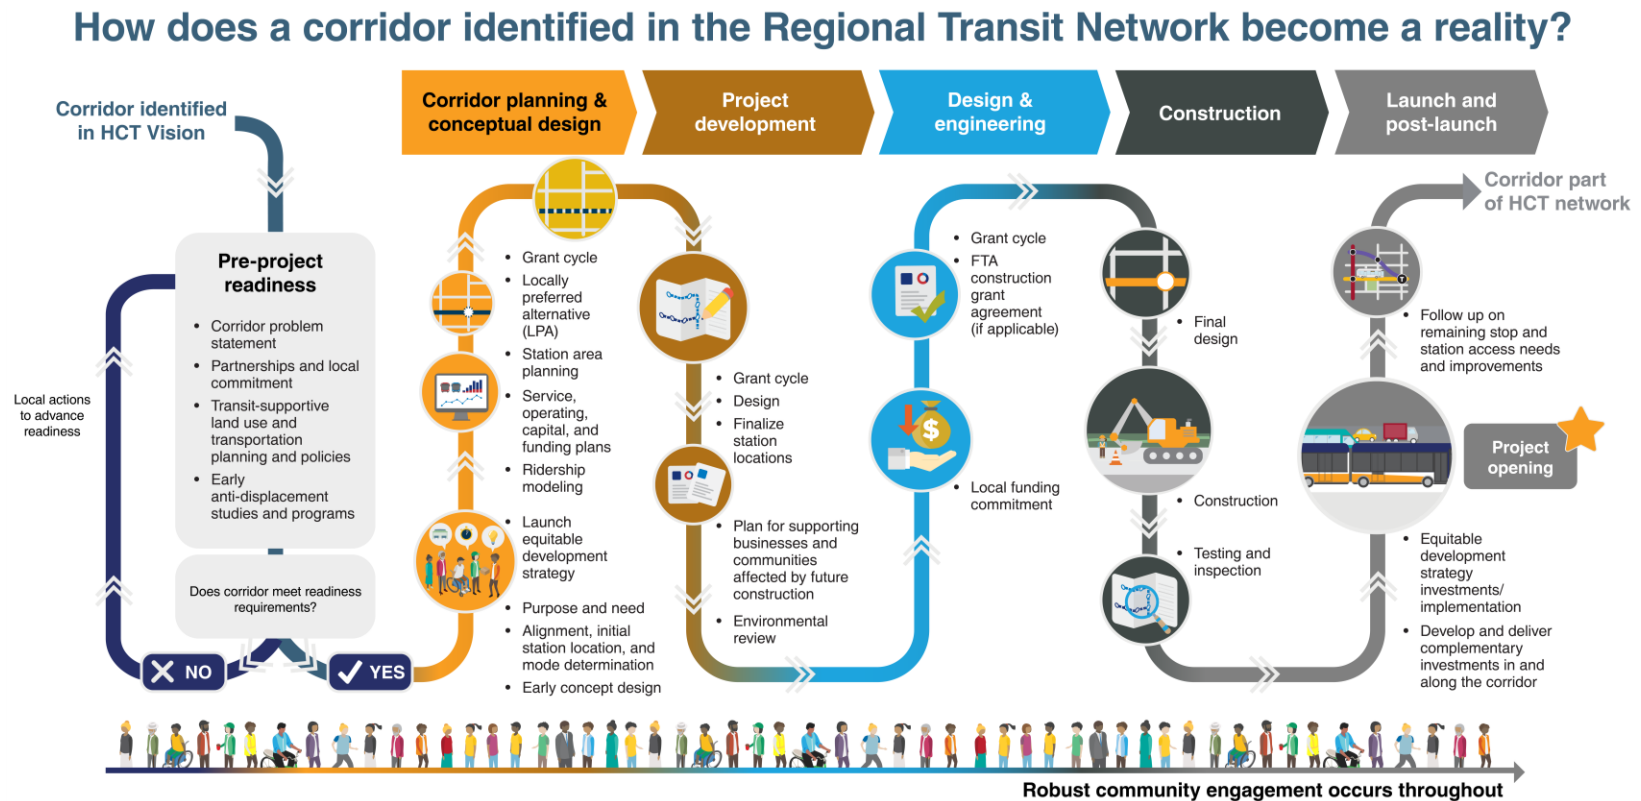 How does a corridor identified in the Regional Transit Network become a reality?
Corridor identified
in HCT Vision
Pre-project
readiness
• Corridor problem
statement
• Partnerships and local
commitment
• Transit-supportive
land use and
transportation
planning and policies
• Early
anti-displacement
studies and programs
Local actions
to advance
readiness
Does corridor meet readiness
requirements?
NO
YES
Corridor planning &
conceptual design
• Grant cycle
• Locally
preferred
alternative
(LPA)
• Station area
planning
• Service,
operating,
capital, and
funding plans
• Ridership
modeling
• Launch
equitable
development
strategy
• Purpose and need
• Alignment, initial
station location, and
mode determination
• Early concept design
Project
development
• Grant cycle
• Design
• Finalize
station
locations
• Plan for supporting
businesses and
communities
affected by future
construction
• Environmental
review
Design &
engineering
• Grant cycle
• FTA
construction
grant
agreement
(if applicable)
$
• Local funding
commitment
Construction
• Final
design
• Construction
• Testing and
inspection
Launch and
post-launch
Corridor part
of HCT network
T
• Follow up on
remaining stop and
station access needs
and improvements
Project
opening
• Equitable
development
strategy
investments/
implementation
• Develop and deliver
complementary
investments in and
along the corridor
Robust community engagement occurs throughout